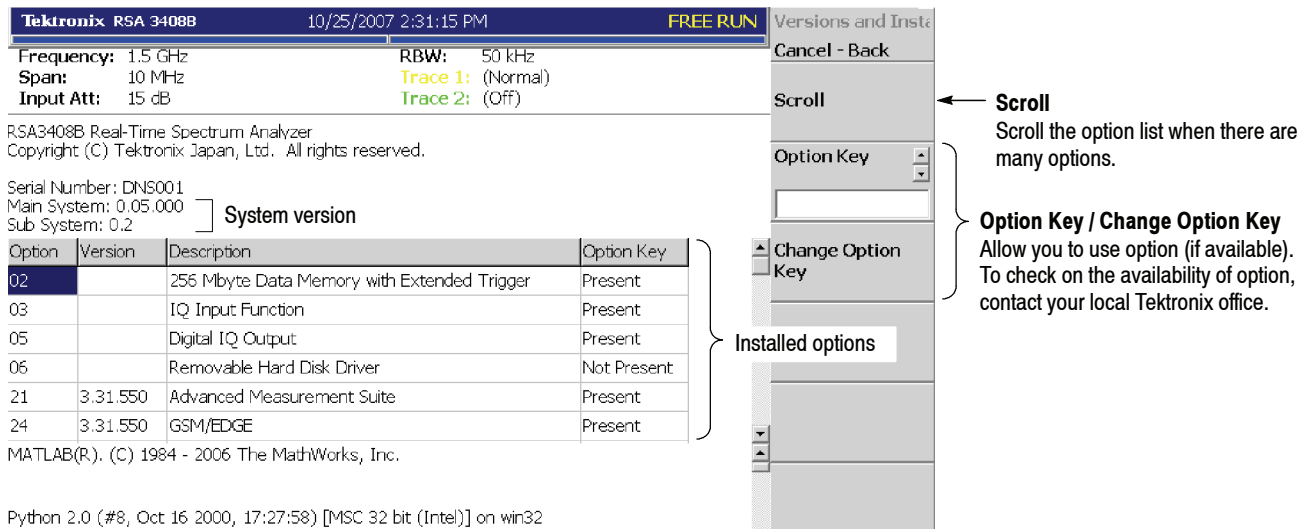 Tektronix RSA 3408B 10/25/2007 2:31:15 PM FREE RUN
Frequency: 1.5 GHz RBW: 50 kHz
Span: 10 MHz Trace 1: (Normal)
Input Att: 15 dB Trace 2: (Off)
RSA3408B Real-Time Spectrum Analyzer
Copyright (C) Tektronix Japan, Ltd. All rights reserved.
Serial Number: DNS001
Main System: 0.05.000
Sub System: 0.2
System version
Option Version Description Option Key
02 256 Mbyte Data Memory with Extended Trigger Present
03 IQ Input Function Present
05 Digital IQ Output Present
06 Removable Hard Disk Driver Not Present
21 3.31.550 Advanced Measurement Suite Present
24 3.31.550 GSM/EDGE Present
Installed options
MATLAB(R). (C) 1984 - 2006 The MathWorks, Inc.
Python 2.0 (#8, Oct 16 2000, 17:27:58) [MSC 32 bit (Intel)] on win32
Versions and Insta
Cancel - Back
Scroll
Option Key
Change Option
Key
Scroll
Scroll the option list when there are
many options.
Option Key / Change Option Key
Allow you to use option (if available).
To check on the availability of option,
contact your local Tektronix office.